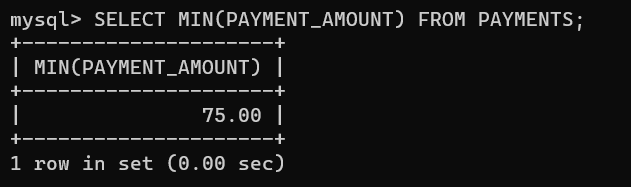 mysql> SELECT MIN(PAYMENT_AMOUNT) FROM PAYMENTS;
+---------------------+
| MIN(PAYMENT_AMOUNT) |
+---------------------+
|               75.00 |
+---------------------+
1 row in set (0.00 sec)